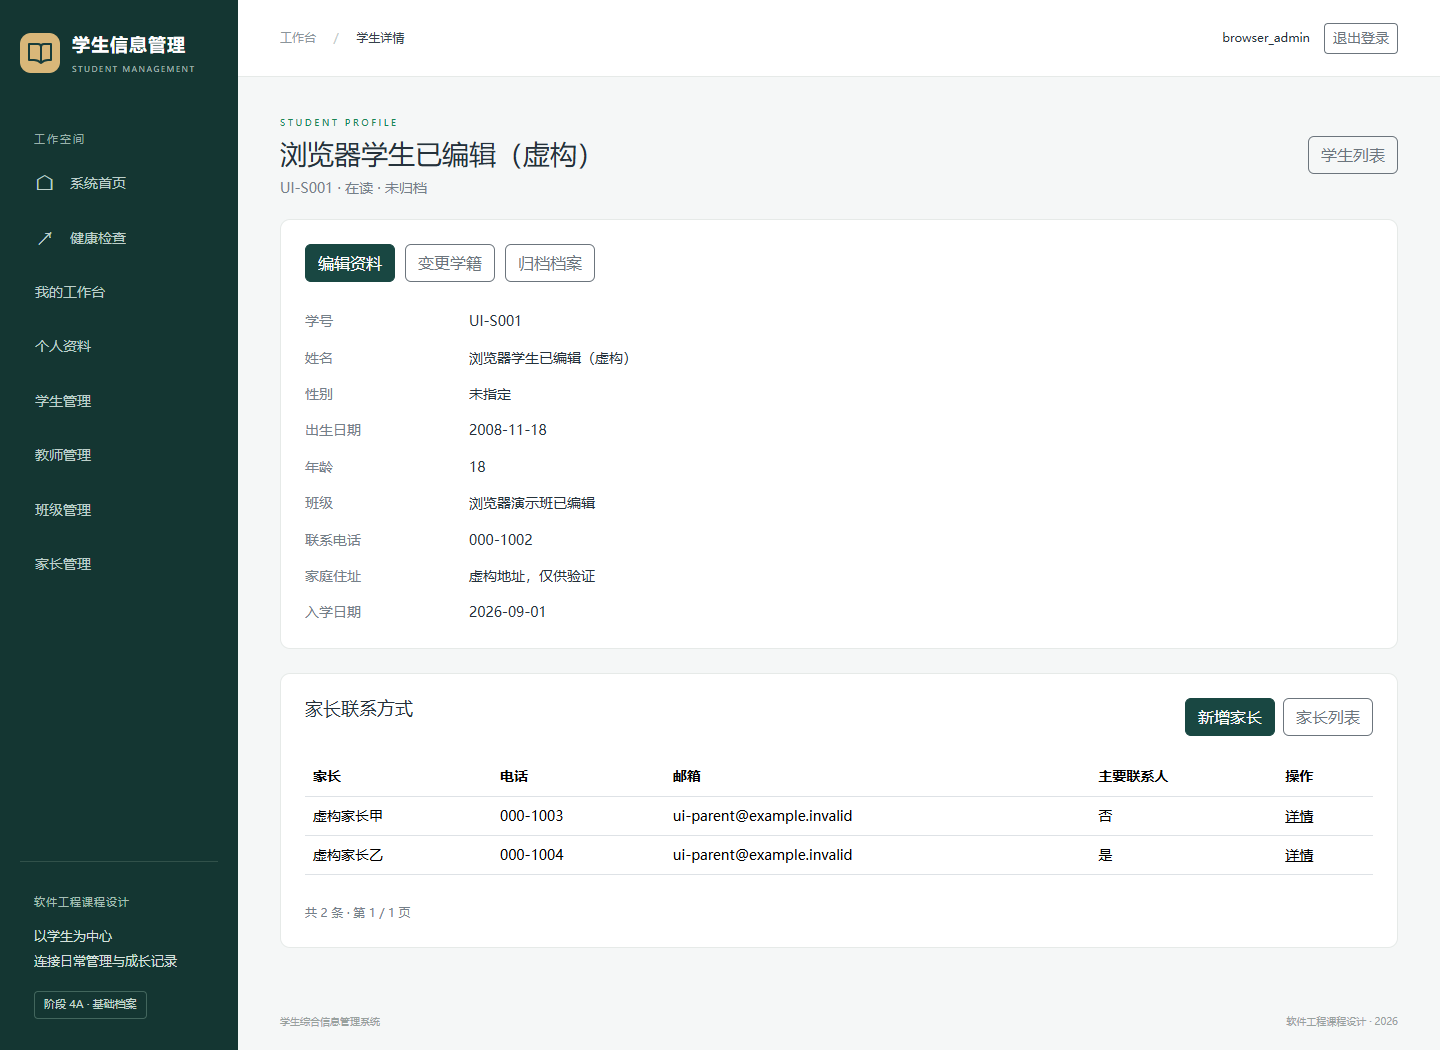 学生信息管理
STUDENT MANAGEMENT
工作空间
系统首页
健康检查
我的工作台
个人资料
学生管理
教师管理
班级管理
家长管理
软件工程课程设计
以学生为中心
连接日常管理与成长记录
阶段 4A · 基础档案
工作台 / 学生详情
browser_admin 退出登录
STUDENT PROFILE
浏览器学生已编辑（虚构）
UI-S001 · 在读 · 未归档
学生列表
编辑资料 变更学籍 归档档案
学号 UI-S001
姓名 浏览器学生已编辑（虚构）
性别 未指定
出生日期 2008-11-18
年龄 18
班级 浏览器演示班已编辑
联系电话 000-1002
家庭住址 虚构地址，仅供验证
入学日期 2026-09-01
家长联系方式
新增家长 家长列表
家长 电话 邮箱 主要联系人 操作
虚构家长甲 000-1003 ui-parent@example.invalid 否 详情
虚构家长乙 000-1004 ui-parent@example.invalid 是 详情
共 2 条 · 第 1 / 1 页
学生综合信息管理系统
软件工程课程设计 · 2026